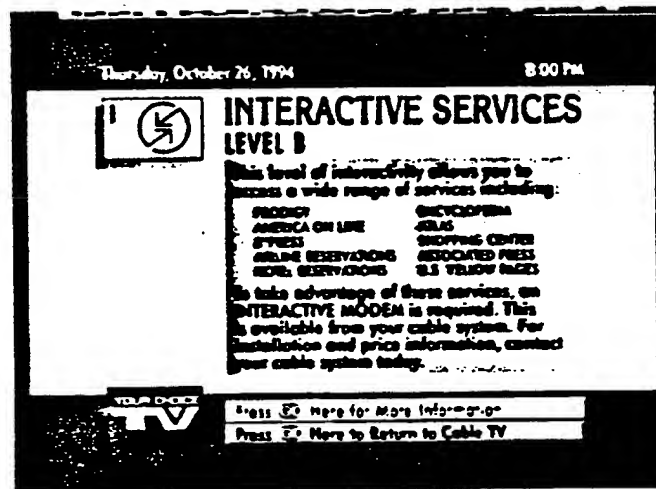 Thursday, October 26, 1994 8:00 PM
INTERACTIVE SERVICES
LEVEL B
This level of interactivity allows you to
access a wide range of services including:
PRODIGY ENCYCLOPEDIA
AMERICA ON LINE ATLAS
X*PRESS SHOPPING CENTER
AIRLINE RESERVATIONS ASSOCIATED PRESS
HOTEL RESERVATIONS U.S YELLOW PAGES
To take advantage of these services, an
INTERACTIVE MODEM is required. This
is available from your cable system. For
installation and price information, contact
your cable system today.
YOUR CHOICE
TV
Press Here for More Information
Press Here to Return to Cable TV